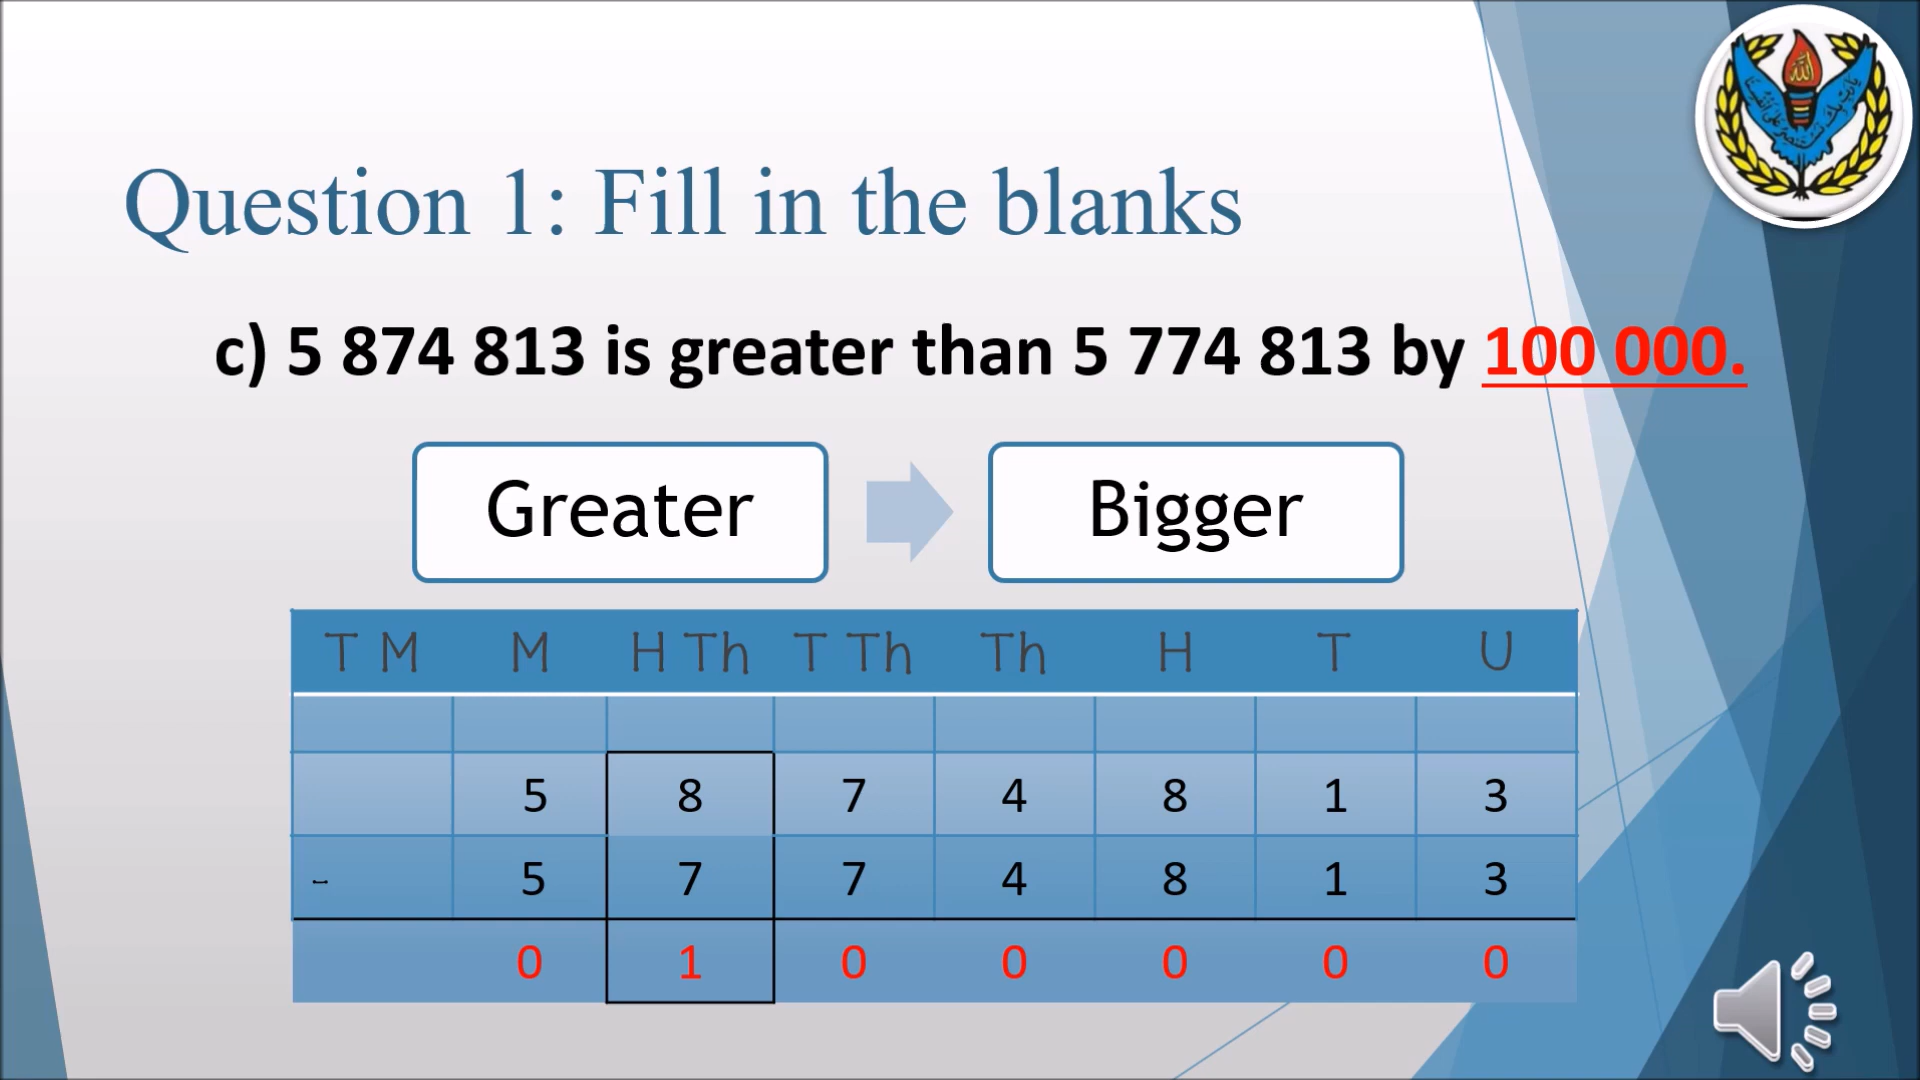 Question 1: Fill in the blanks
c) 5 874 813 is greater than 5 774 813 by 100 000.
Greater Bigger
T M M H Th T Th Th H T U
5 8 7 4 8 1 3
- 5 7 7 4 8 1 3
0 1 0 0 0 0 0